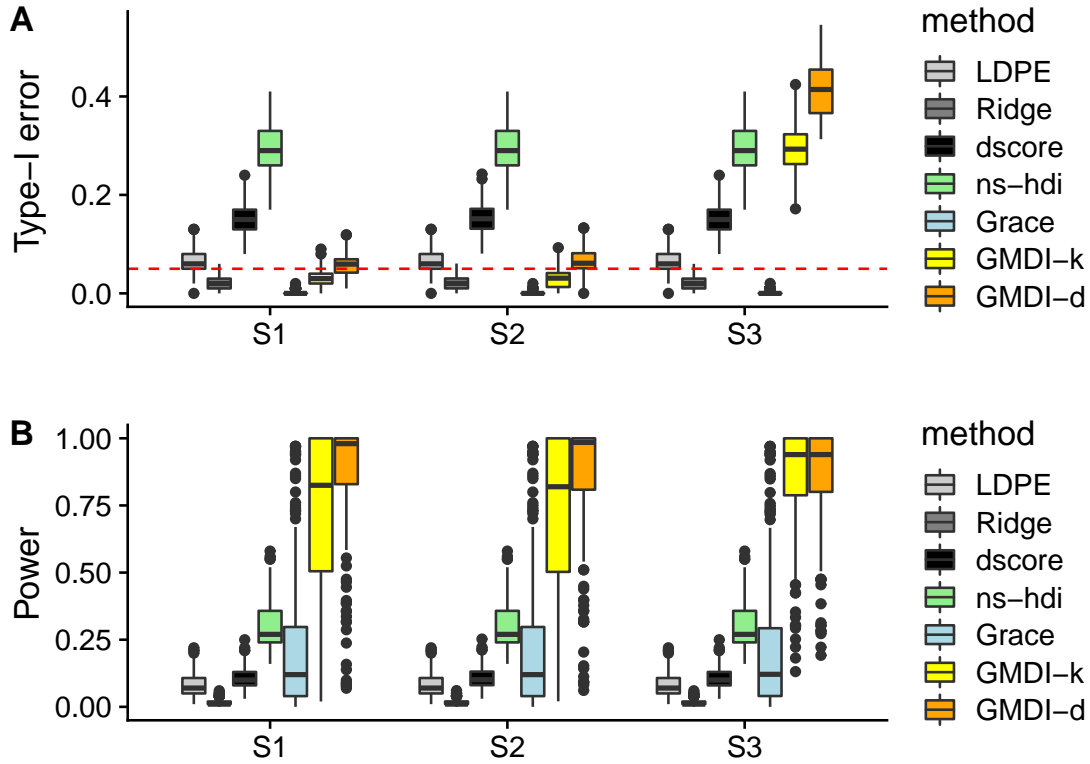 A
Type−I error
0.4
0.2
0.0
S1 S2 S3
method
LDPE
Ridge
dscore
ns−hdi
Grace
GMDI−k
GMDI−d
B
Power
1.00
0.75
0.50
0.25
0.00
S1 S2 S3
method
LDPE
Ridge
dscore
ns−hdi
Grace
GMDI−k
GMDI−d